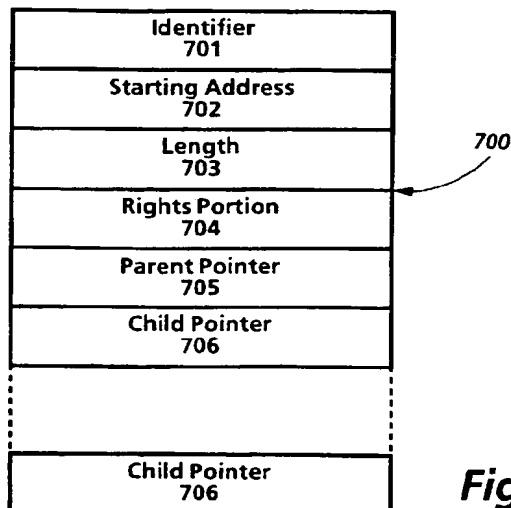 Identifier
701
Starting Address
702
Length
703
700
Rights Portion
704
Parent Pointer
705
Child Pointer
706
Child Pointer
706
Fig